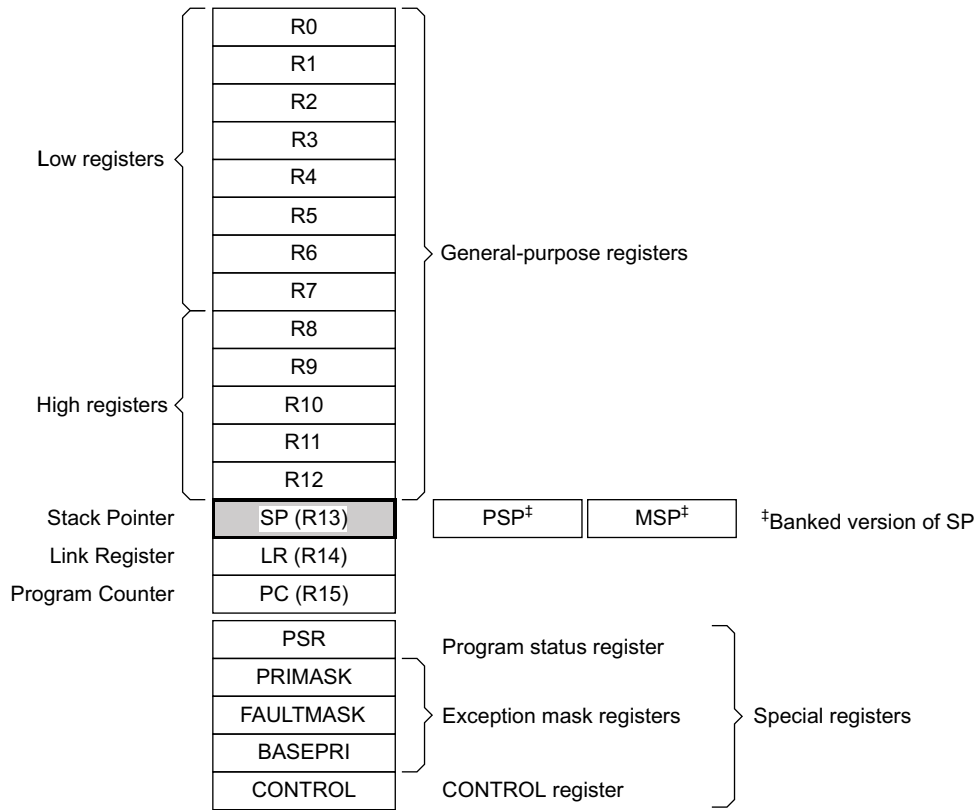 R0
R1
R2
R3
Low registers
R4
R5
R6
General-purpose registers
R7
R8
R9
High registers
R10
R11
R12
Stack Pointer SP (R13) PSP‡ MSP‡ ‡Banked version of SP
Link Register LR (R14)
Program Counter PC (R15)
PSR Program status register
PRIMASK
FAULTMASK Exception mask registers Special registers
BASEPRI
CONTROL CONTROL register